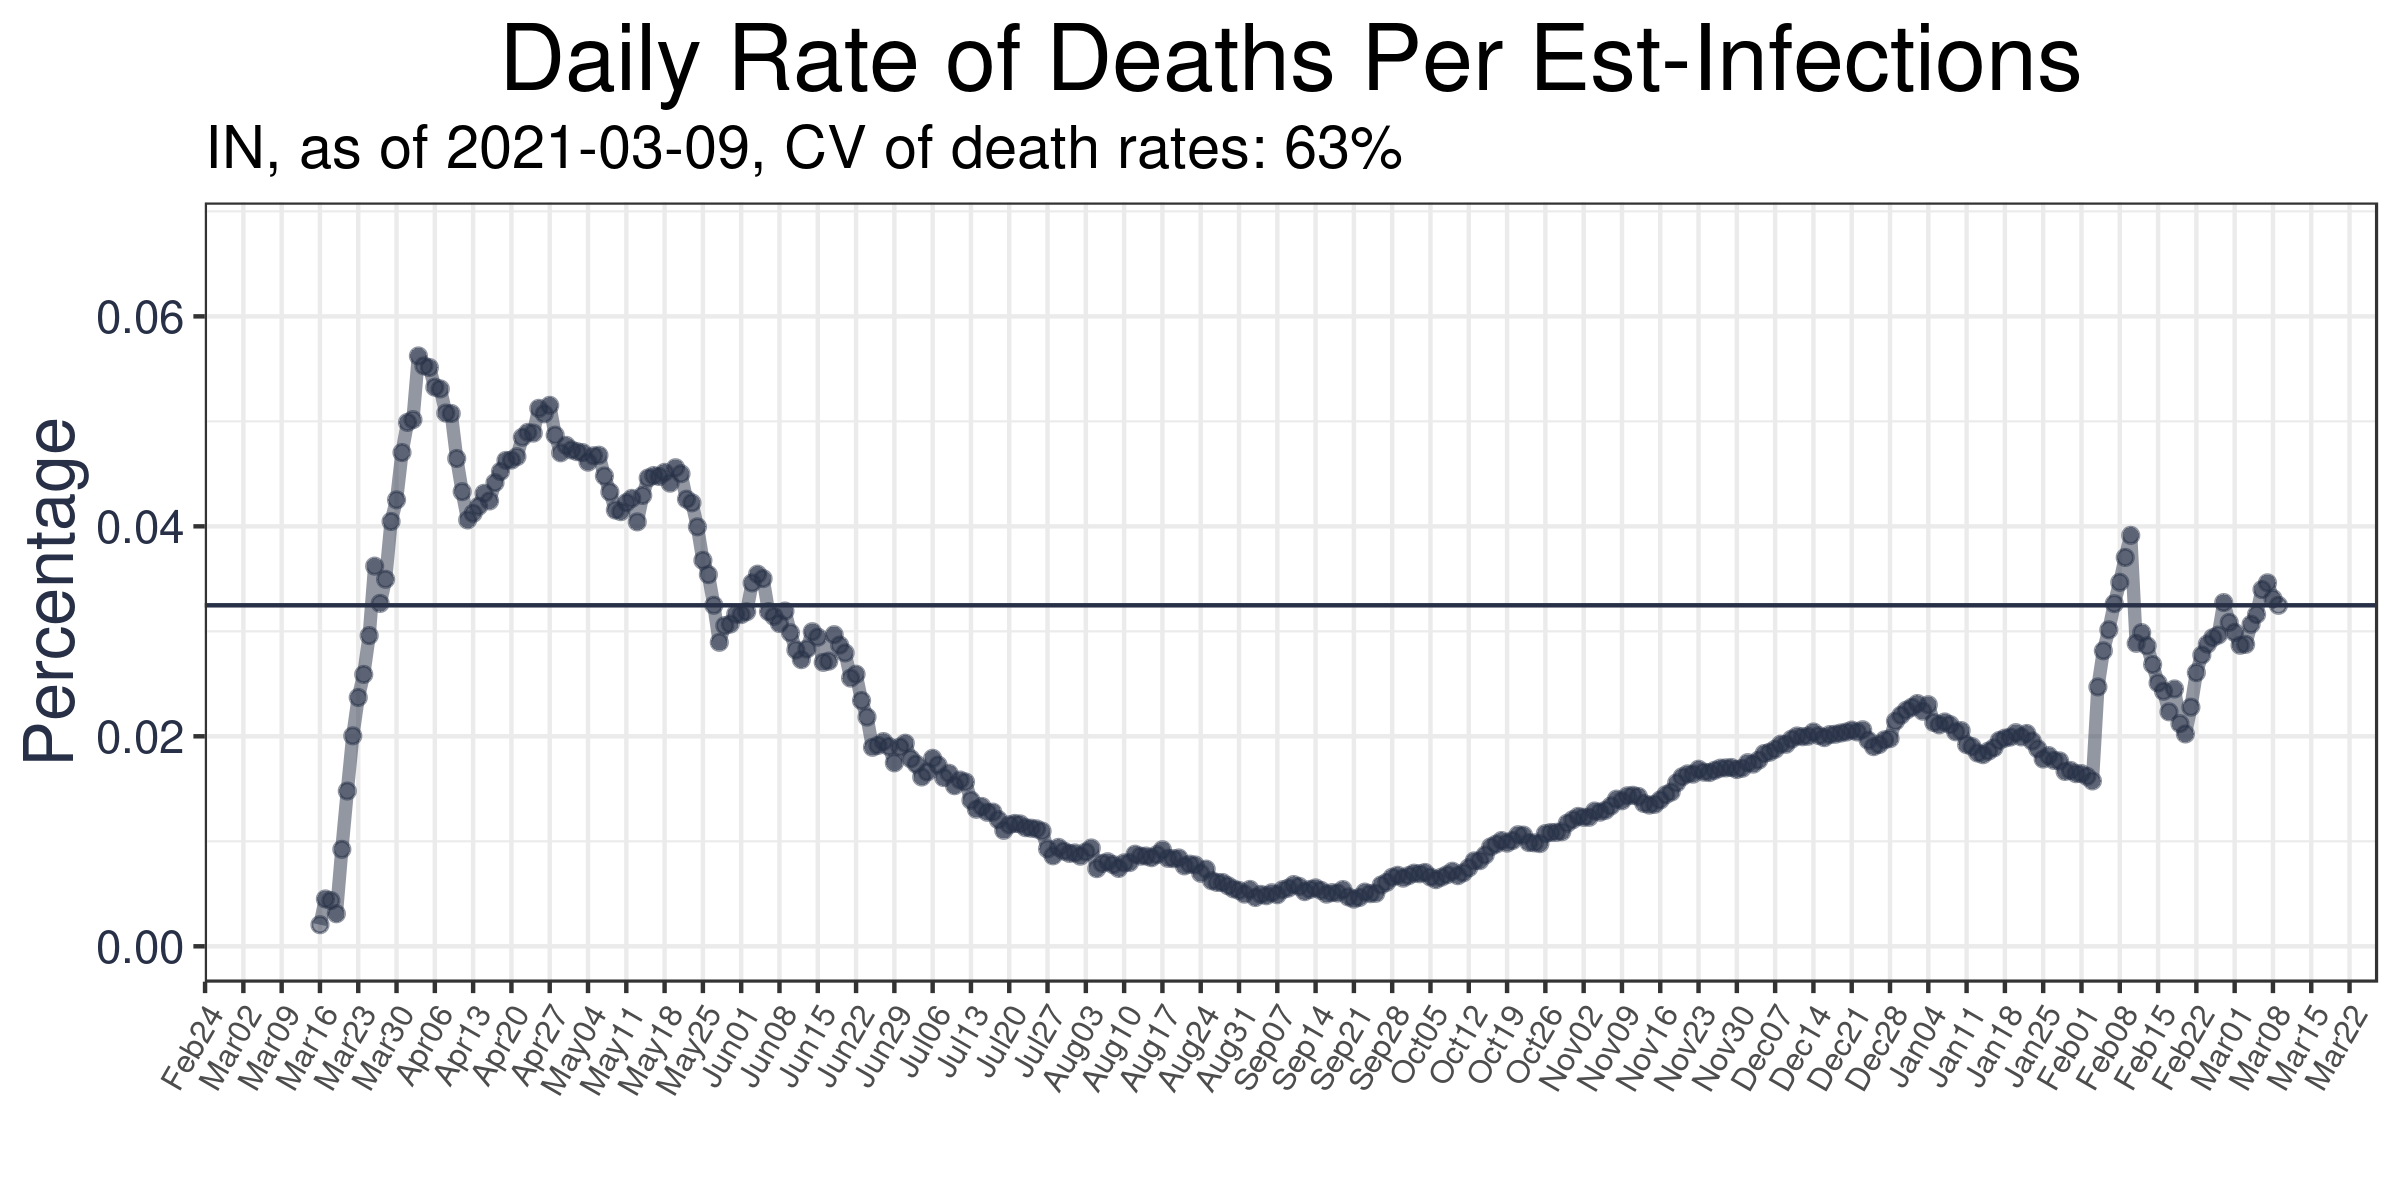 Daily Rate of Deaths Per Est-Infections
IN, as of 2021-03-09, CV of death rates: 63%
Percentage
0.06
0.04
0.02
0.00
Feb24
Mar02
Mar09
Mar16
Mar23
Mar30
Apr06
Apr13
Apr20
Apr27
May04
May11
May18
May25
Jun01
Jun08
Jun15
Jun22
Jun29
Jul06
Jul13
Jul20
Jul27
Aug03
Aug10
Aug17
Aug24
Aug31
Sep07
Sep14
Sep21
Sep28
Oct05
Oct12
Oct19
Oct26
Nov02
Nov09
Nov16
Nov23
Nov30
Dec07
Dec14
Dec21
Dec28
Jan04
Jan11
Jan18
Jan25
Feb01
Feb08
Feb15
Feb22
Mar01
Mar08
Mar15
Mar22